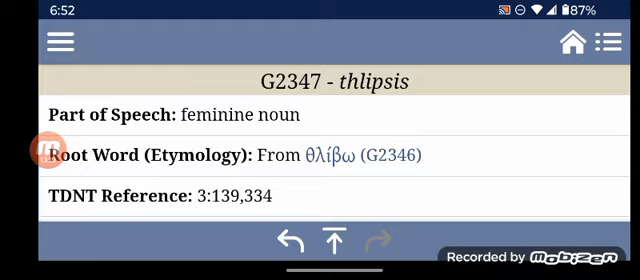 6:52
87%
G2347 - thlipsis
Part of Speech: feminine noun
Root Word (Etymology): From θλίβω (G2346)
TDNT Reference: 3:139,334
Recorded by Mobizen